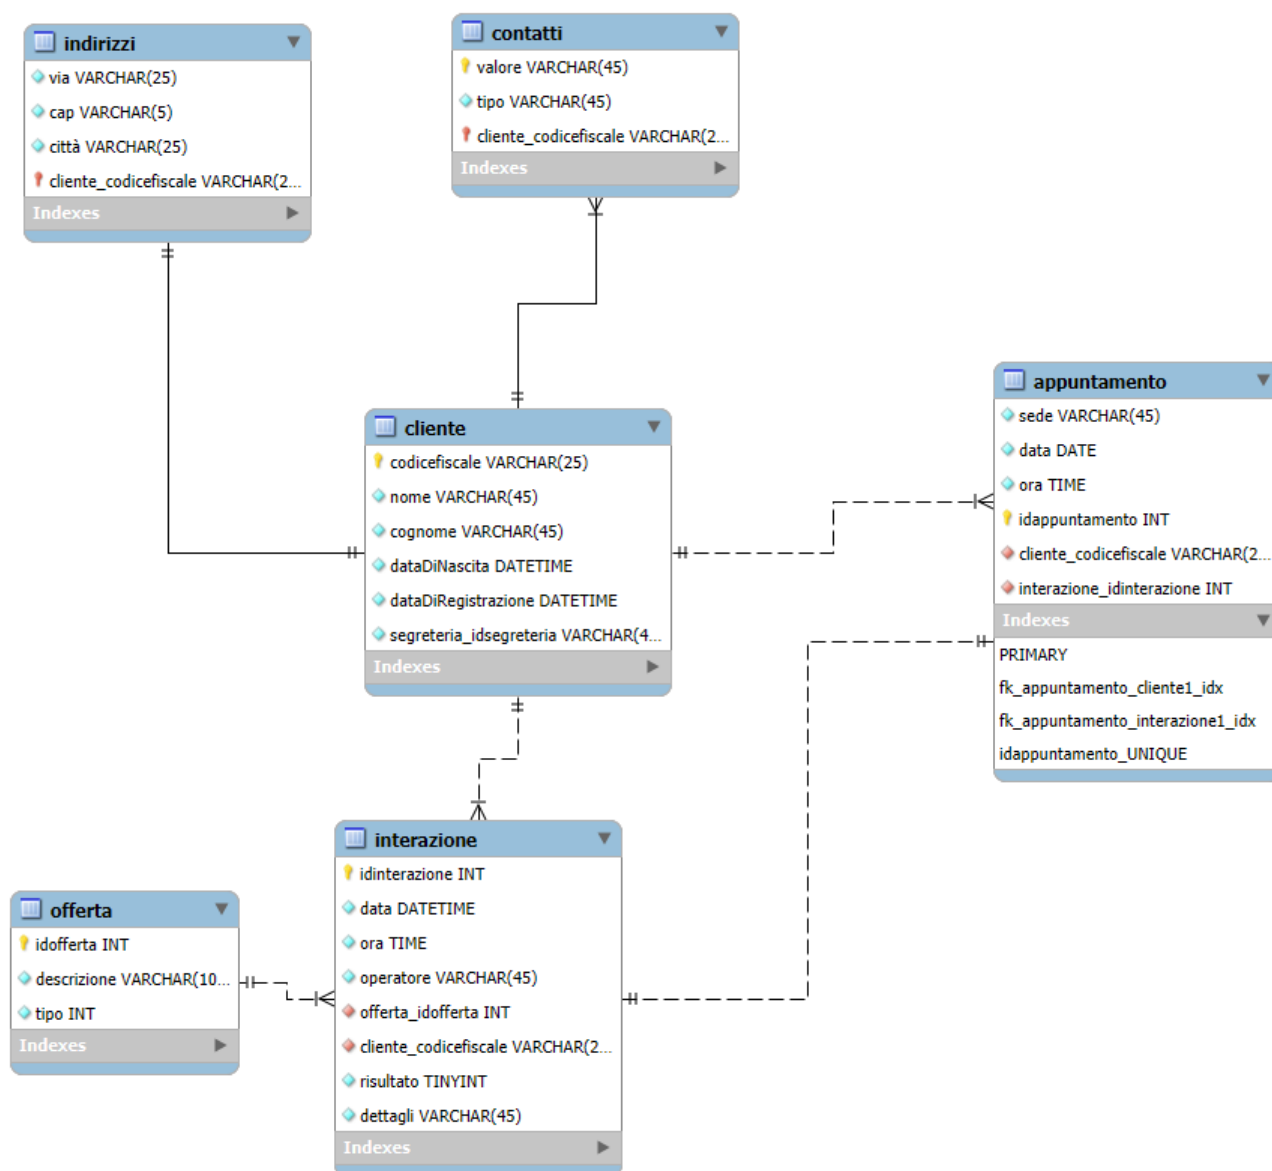 indirizzi
via VARCHAR(25)
cap VARCHAR(5)
città VARCHAR(25)
cliente_codicefiscale VARCHAR(2...
Indexes
contatti
valore VARCHAR(45)
tipo VARCHAR(45)
cliente_codicefiscale VARCHAR(2...
Indexes
cliente
codicefiscale VARCHAR(25)
nome VARCHAR(45)
cognome VARCHAR(45)
dataDiNascita DATETIME
dataDiRegistrazione DATETIME
segreteria_idsegreteria VARCHAR(4...
Indexes
appuntamento
sede VARCHAR(45)
data DATE
ora TIME
idappuntamento INT
cliente_codicefiscale VARCHAR(2...
interazione_idinterazione INT
Indexes
PRIMARY
fk_appuntamento_cliente1_idx
fk_appuntamento_interazione1_idx
idappuntamento_UNIQUE
interazione
idinterazione INT
data DATETIME
ora TIME
operatore VARCHAR(45)
offerta_idofferta INT
cliente_codicefiscale VARCHAR(2...
risultato TINYINT
dettagli VARCHAR(45)
Indexes
offerta
idofferta INT
descrizione VARCHAR(10...
tipo INT
Indexes